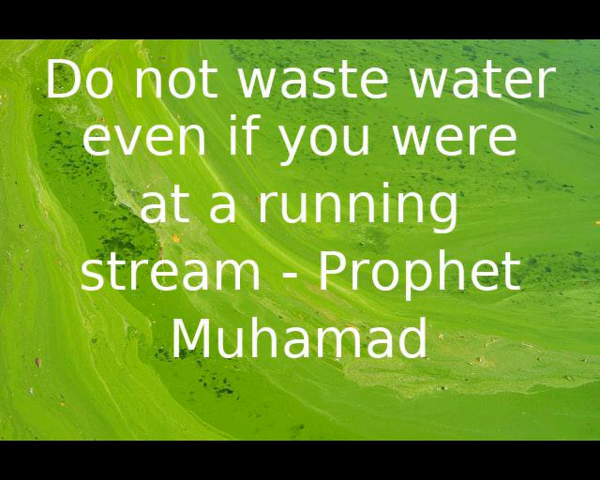 Do not waste water
even if you were
at a running
stream - Prophet
Muhamad